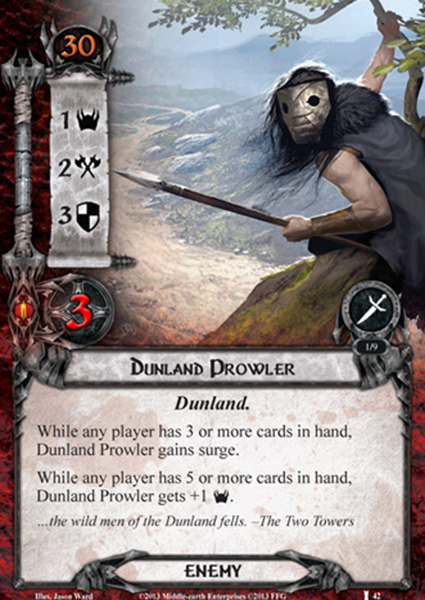 30
1
2
3
3
1/9
Dunland Prowler
Dunland.
While any player has 3 or more cards in hand,
Dunland Prowler gains surge.
While any player has 5 or more cards in hand,
Dunland Prowler gets +1 .
...the wild men of the Dunland fells. –The Two Towers
ENEMY
Illus. Jason Ward ©2013 Middle-earth Enterprises ©2013 FFG 42